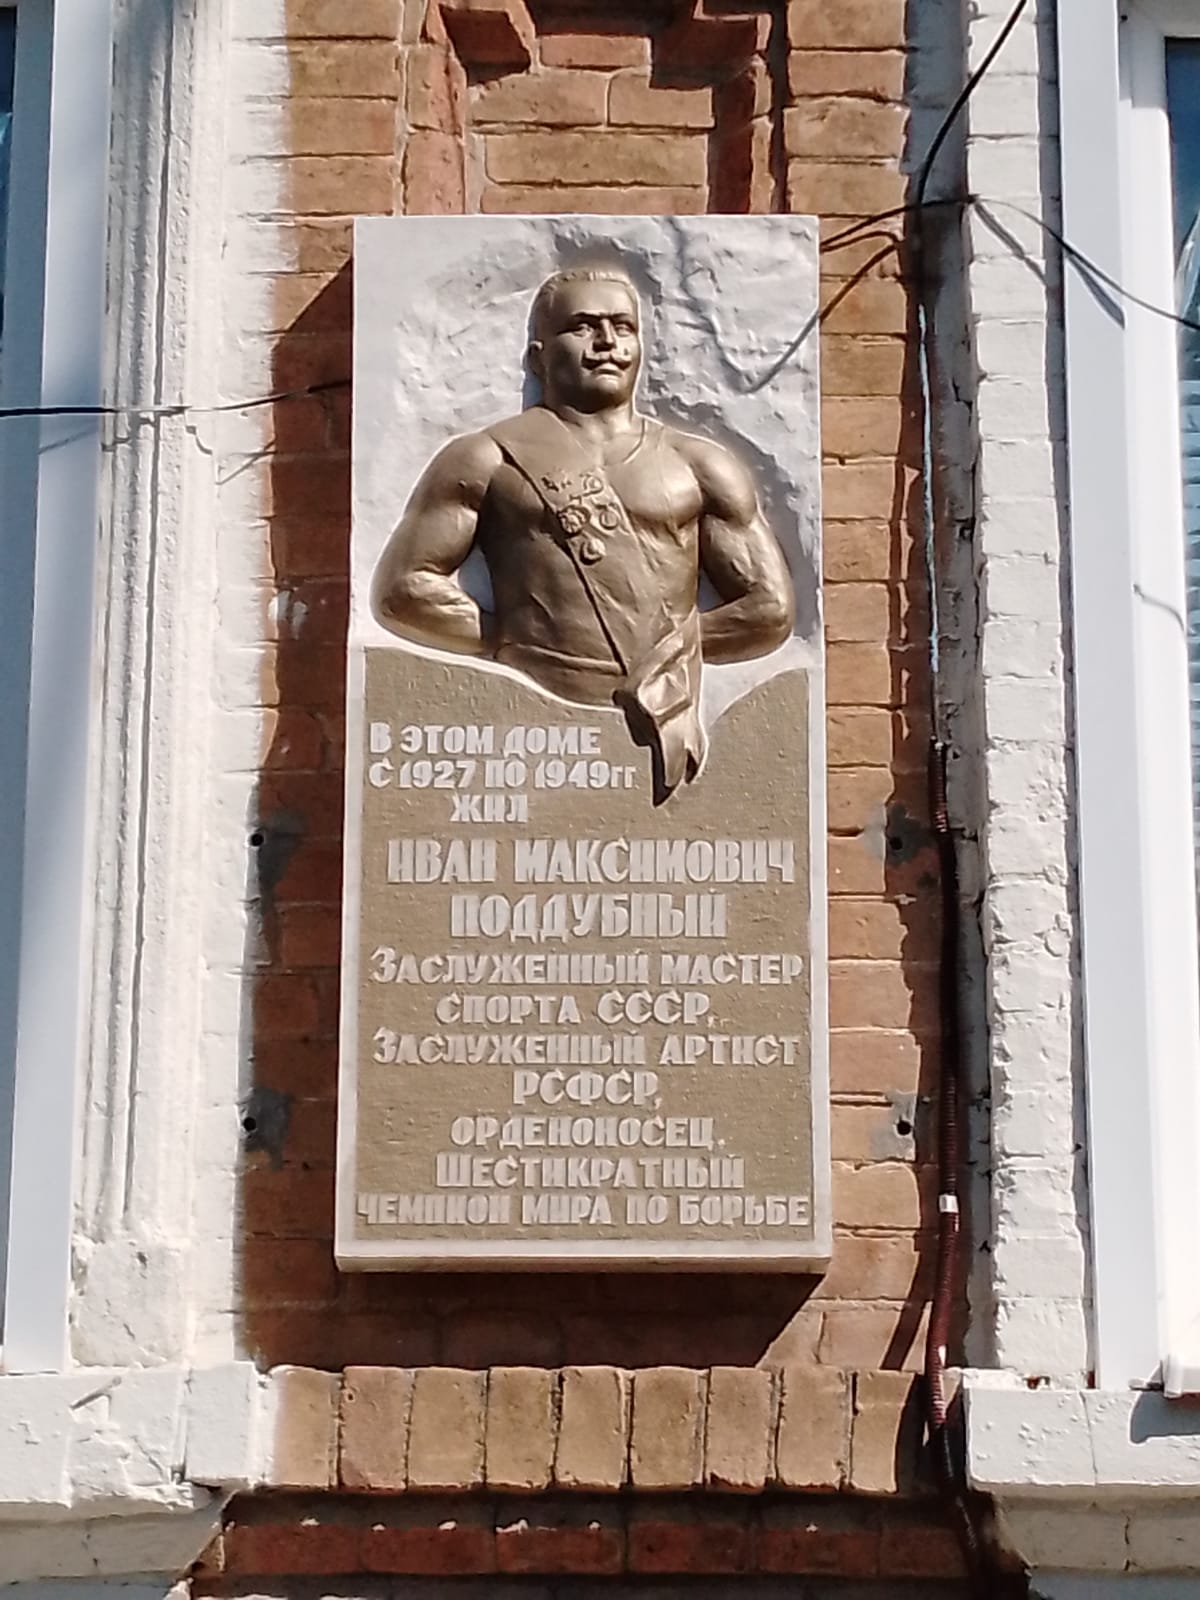 В ЭТОМ ДОМЕ
С 1927 ПО 1949гг
ЖИЛ
ИВАН МАКСИМОВИЧ
ПОДДУБНЫЙ
ЗАСЛУЖЕННЫЙ МАСТЕР
СПОРТА СССР,
ЗАСЛУЖЕННЫЙ АРТИСТ
РСФСР,
ОРДЕНОНОСЕЦ.
ШЕСТИКРАТНЫЙ
ЧЕМПИОН МИРА ПО БОРЬБЕ